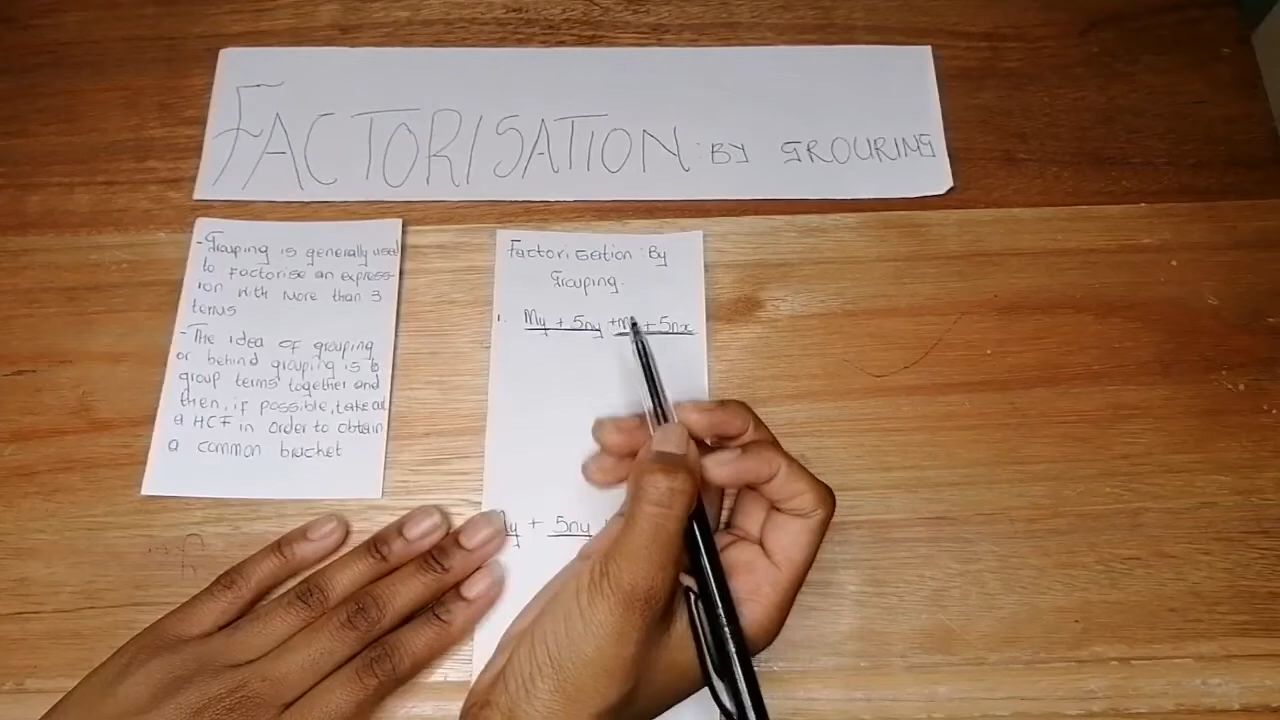 FACTORISATION: BY GROURING
-Grouping is generally used
to factorise an express-
ion with more than 3
terms
-The idea of grouping
or behind grouping is to
group terms together and
then, if possible, take out
a HCF in order to obtain
a common bracket
Factorisation: By
Grouping.
1. My + 5ny + + 5nx
+ 5ny